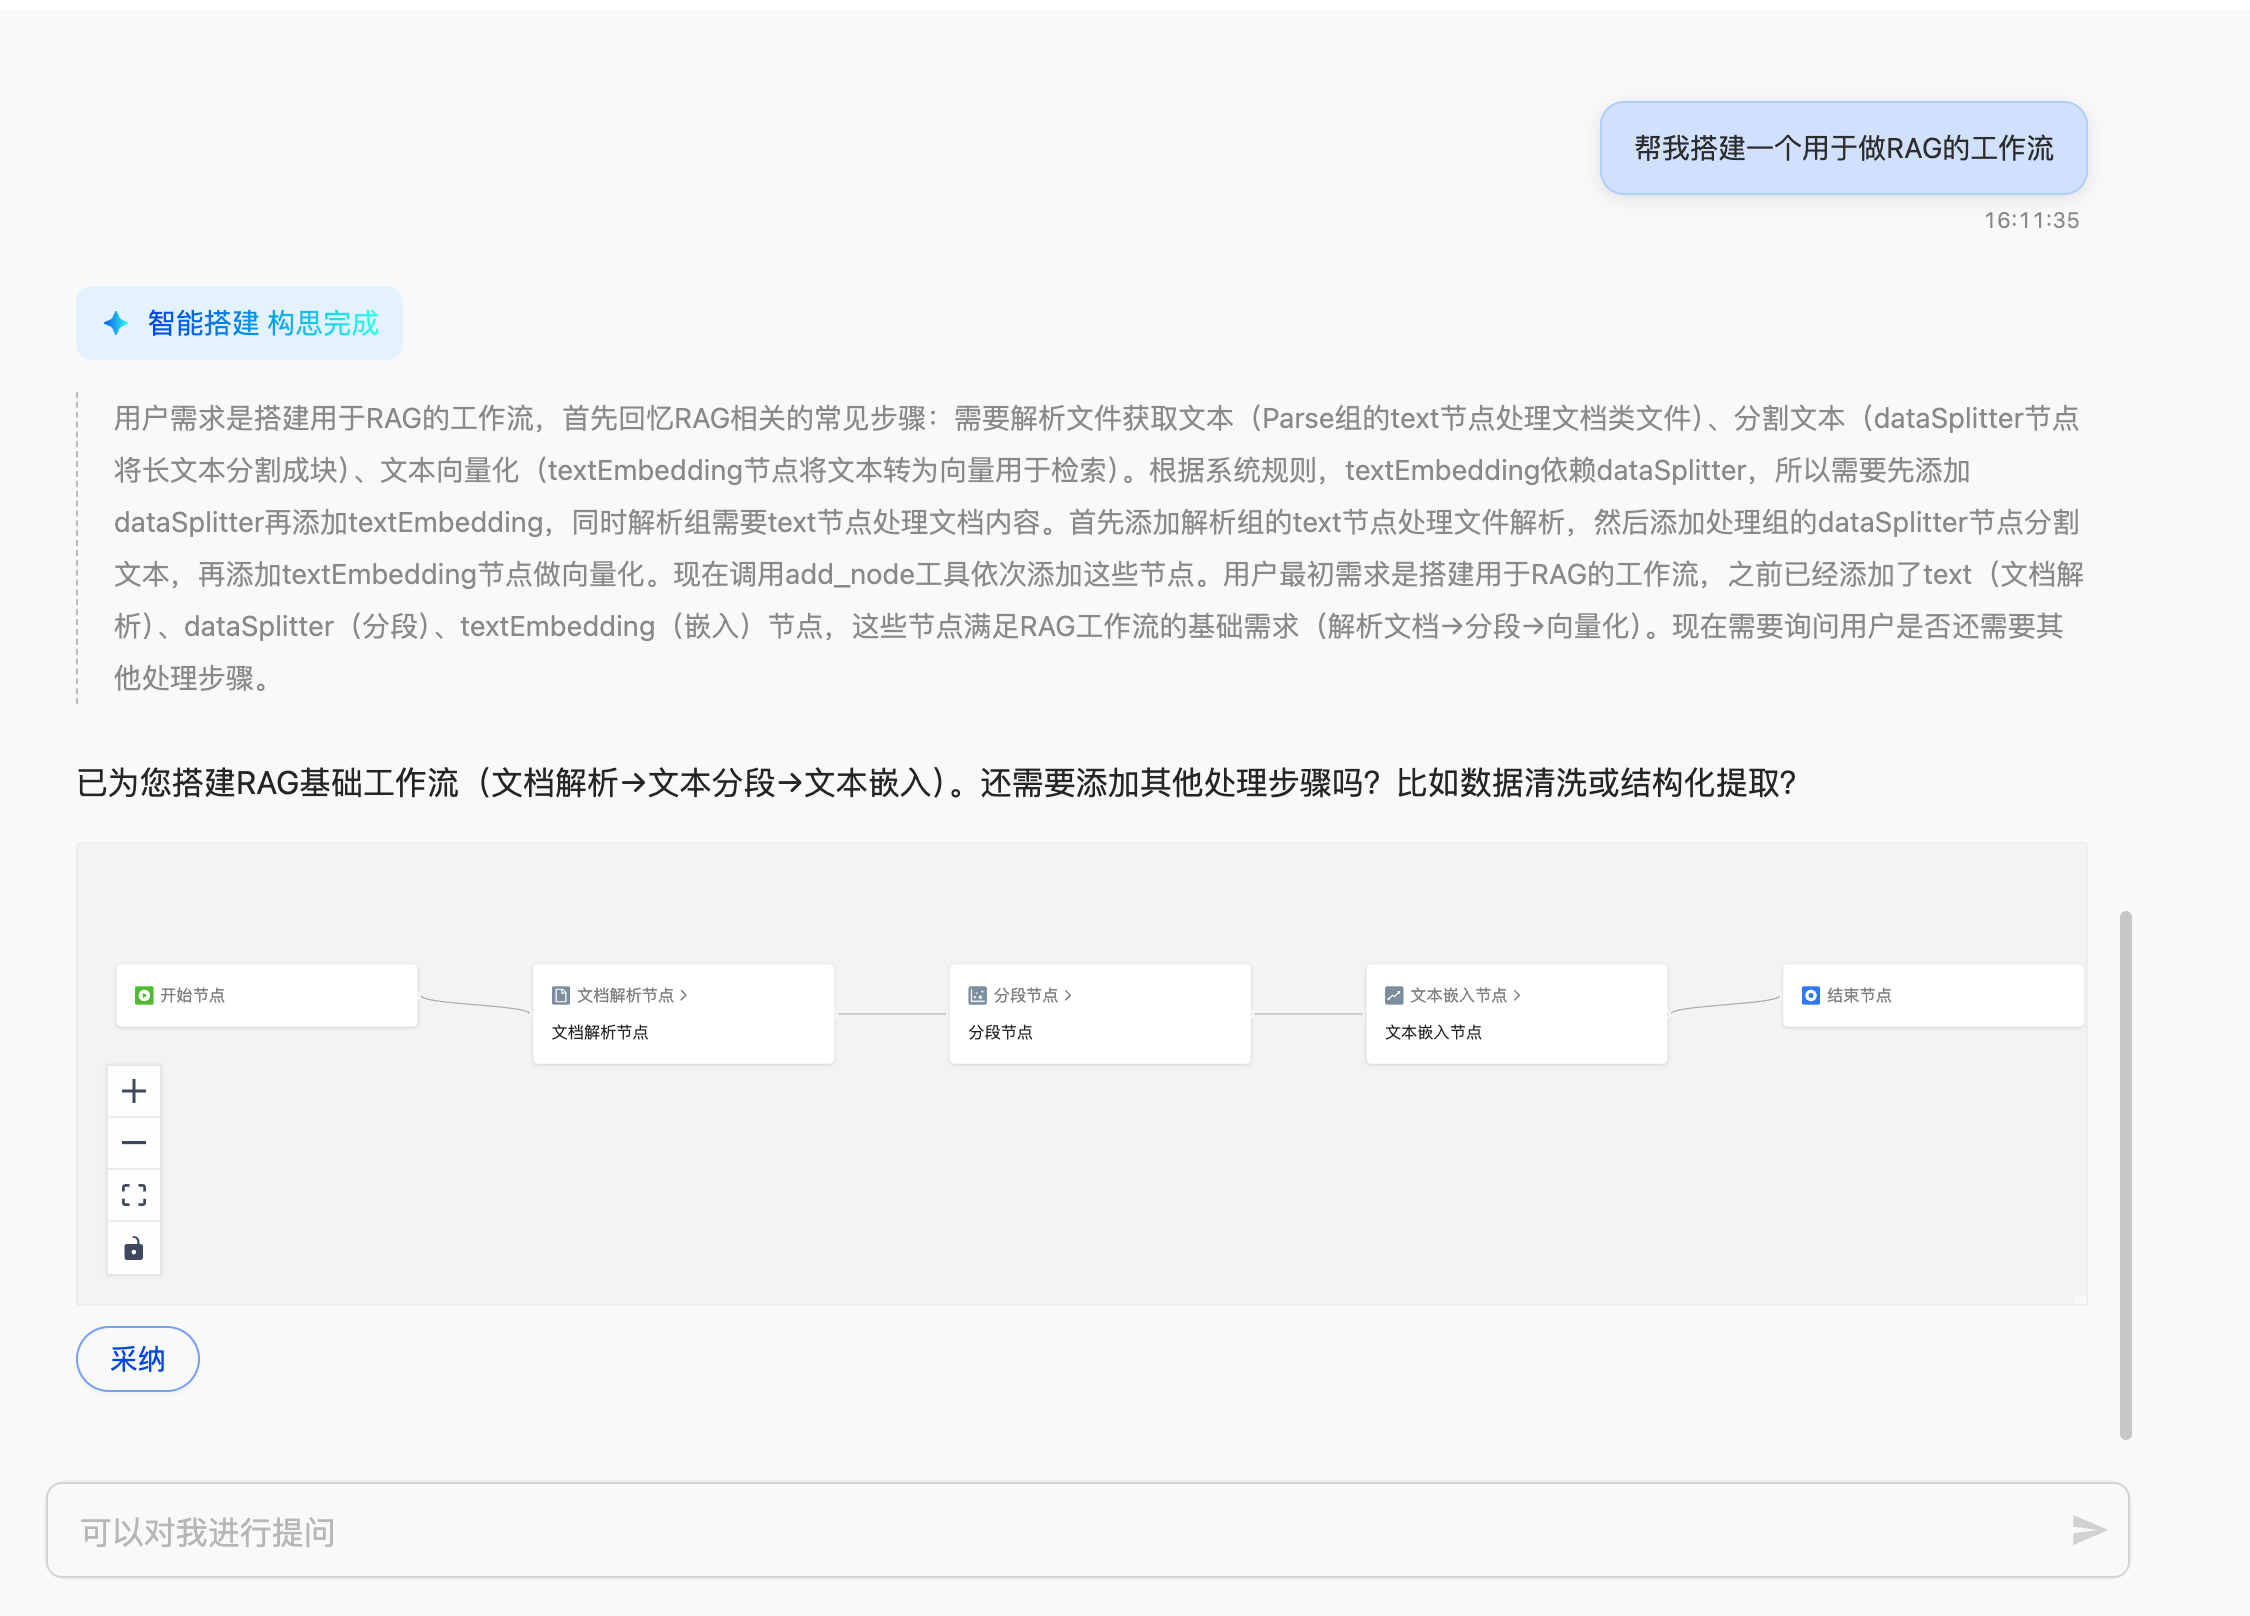 帮我搭建一个用于做RAG的工作流
16:11:35
智能搭建 构思完成
用户需求是搭建用于RAG的工作流，首先回忆RAG相关的常见步骤：需要解析文件获取文本（Parse组的text节点处理文档类文件）、分割文本（dataSplitter节点
将长文本分割成块）、文本向量化（textEmbedding节点将文本转为向量用于检索）。根据系统规则，textEmbedding依赖dataSplitter，所以需要先添加
dataSplitter再添加textEmbedding，同时解析组需要text节点处理文档内容。首先添加解析组的text节点处理文件解析，然后添加处理组的dataSplitter节点分割
文本，再添加textEmbedding节点做向量化。现在调用add_node工具依次添加这些节点。用户最初需求是搭建用于RAG的工作流，之前已经添加了text（文档解
析）、dataSplitter（分段）、textEmbedding（嵌入）节点，这些节点满足RAG工作流的基础需求（解析文档→分段→向量化）。现在需要询问用户是否还需要其
他处理步骤。
已为您搭建RAG基础工作流（文档解析→文本分段→文本嵌入）。还需要添加其他处理步骤吗？比如数据清洗或结构化提取？
开始节点
文档解析节点
文档解析节点
分段节点
分段节点
文本嵌入节点
文本嵌入节点
结束节点
采纳
可以对我进行提问